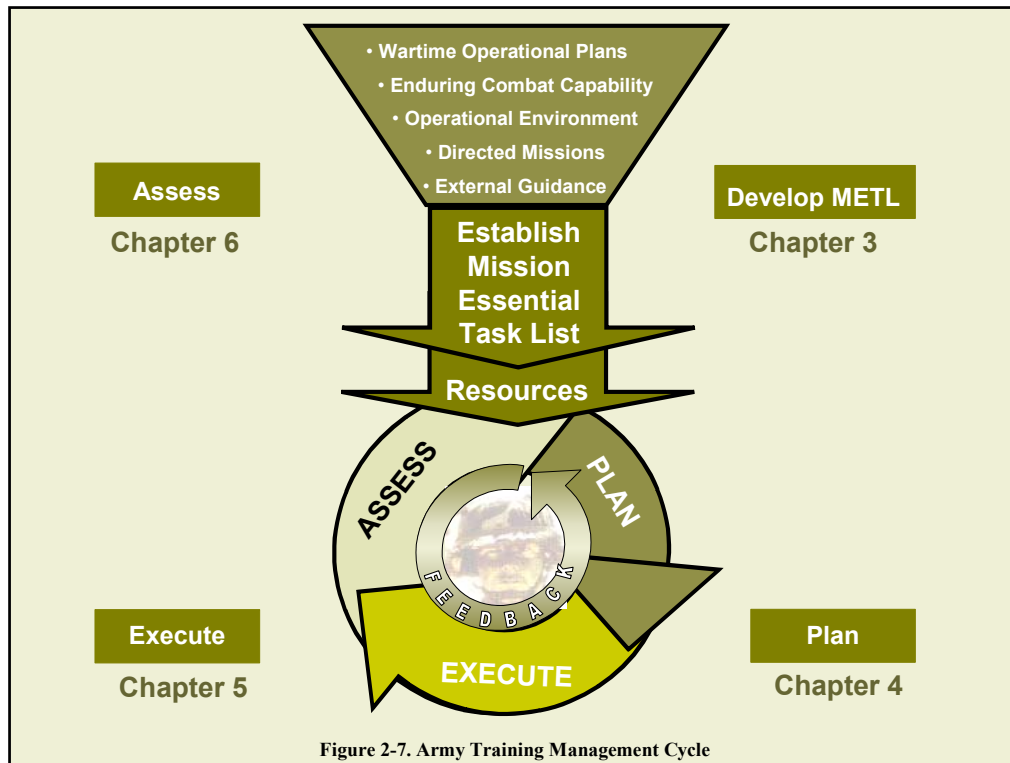 • Wartime Operational Plans
• Enduring Combat Capability
• Operational Environment
• Directed Missions
• External Guidance
Assess
Chapter 6
Develop METL
Chapter 3
Establish
Mission
Essential
Task List
Resources
ASSESS
PLAN
FEEDBACK
EXECUTE
Execute
Chapter 5
Plan
Chapter 4
Figure 2-7. Army Training Management Cycle